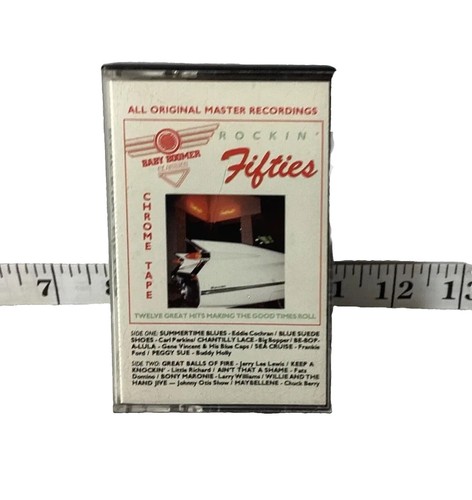 ALL ORIGINAL MASTER RECORDINGS
BABY BOOMER
CLASSICS
ROCKIN'
Fifties
CHROME TAPE
TWELVE GREAT HITS MAKING THE GOOD TIMES ROLL
SIDE ONE: SUMMERTIME BLUES - Eddie Cochran / BLUE SUEDE
SHOES - Carl Perkins / CHANTILLY LACE - Big Bopper / BE-BOP-
A-LULA - Gene Vincent & His Blue Caps / SEA CRUISE - Frankie
Ford / PEGGY SUE - Buddy Holly
SIDE TWO: GREAT BALLS OF FIRE - Jerry Lee Lewis / KEEP A
KNOCKIN' - Little Richard / AIN'T THAT A SHAME - Fats
Domino / BONY MARONIE - Larry Williams / WILLIE AND THE
HAND JIVE - Johnny Otis Show / MAYBELLENE - Chuck Berry
7 8 1 12 13